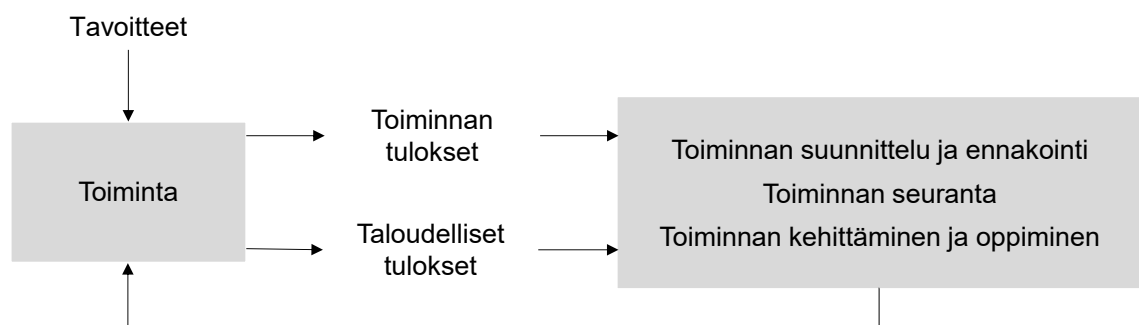 Tavoitteet
Toiminta
Toiminnan
tulokset
Taloudelliset
tulokset
Toiminnan suunnittelu ja ennakointi
Toiminnan seuranta
Toiminnan kehittäminen ja oppiminen